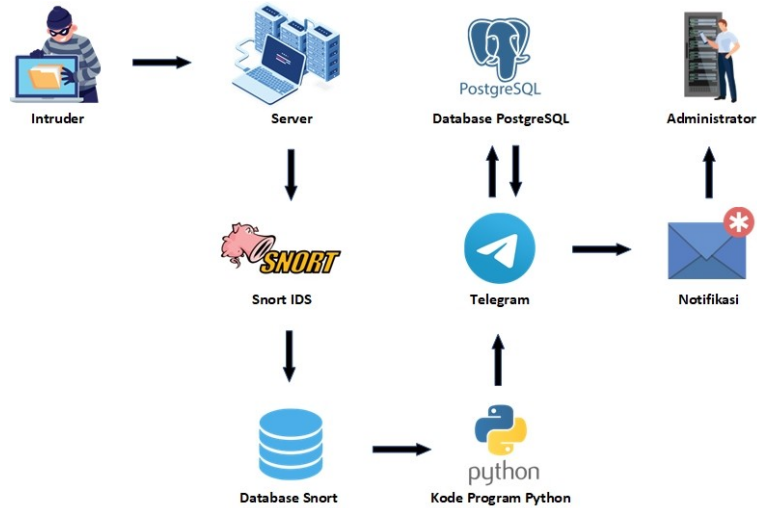 PostgreSQL
Intruder
Server
Database PostgreSQL
Administrator
SNORT
Snort IDS
Telegram
Notifikasi
python
Database Snort
Kode Program Python